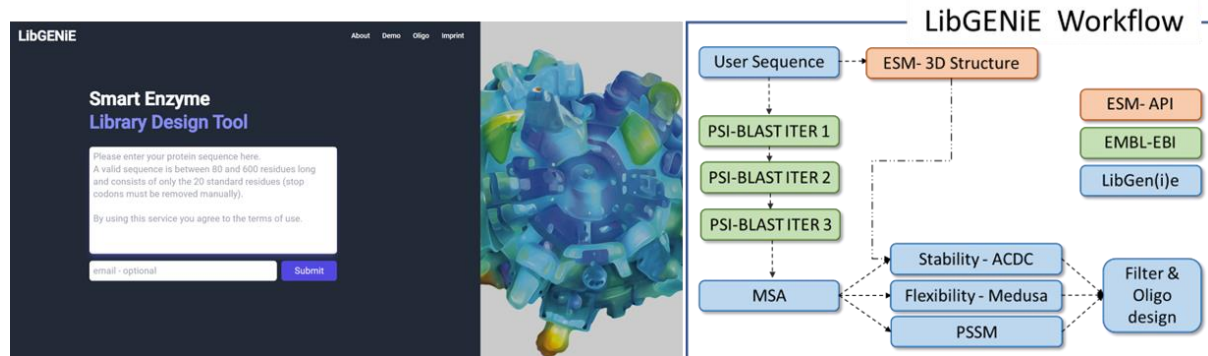 LibGENiE
About Demo Oligo Imprint
Smart Enzyme
Library Design Tool
Please enter your protein sequence here.
A valid sequence is between 80 and 600 residues long
and consists of only the 20 standard residues (stop
codons must be removed manually).
By using this service you agree to the terms of use.
email - optional
Submit
LibGENiE Workflow
User Sequence
ESM- 3D Structure
PSI-BLAST ITER 1
PSI-BLAST ITER 2
PSI-BLAST ITER 3
MSA
Stability - ACDC
Flexibility - Medusa
PSSM
Filter &
Oligo
design
ESM- API
EMBL-EBI
LibGen(i)e